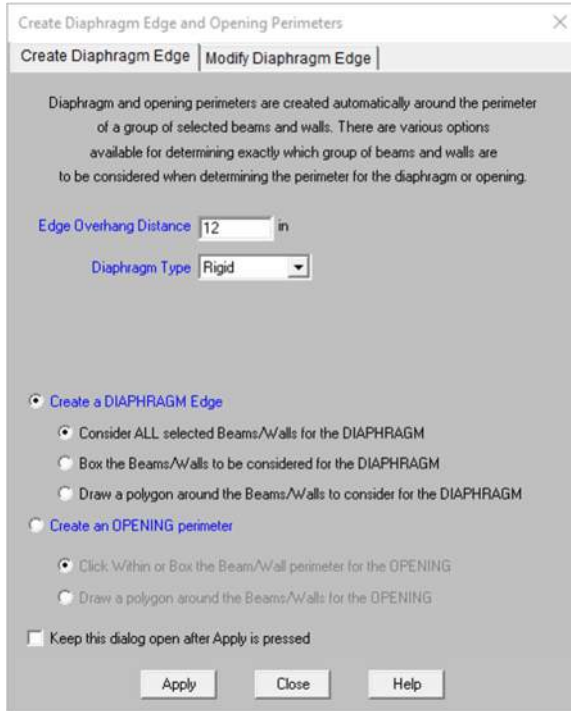 Create Diaphragm Edge and Opening Perimeters
Create Diaphragm Edge
Modify Diaphragm Edge
Diaphragm and opening perimeters are created automatically around the perimeter
of a group of selected beams and walls. There are various options
available for determining exactly which group of beams and walls are
to be considered when determining the perimeter for the diaphragm or opening.
Edge Overhang Distance 12 in
Diaphragm Type Rigid
Create a DIAPHRAGM Edge
Consider ALL selected Beams/Walls for the DIAPHRAGM
Box the Beams/Walls to be considered for the DIAPHRAGM
Draw a polygon around the Beams/Walls to consider for the DIAPHRAGM
Create an OPENING perimeter
Click Within or Box the Beam/Wall perimeter for the OPENING
Draw a polygon around the Beams/Walls for the OPENING
Keep this dialog open after Apply is pressed
Apply Close Help